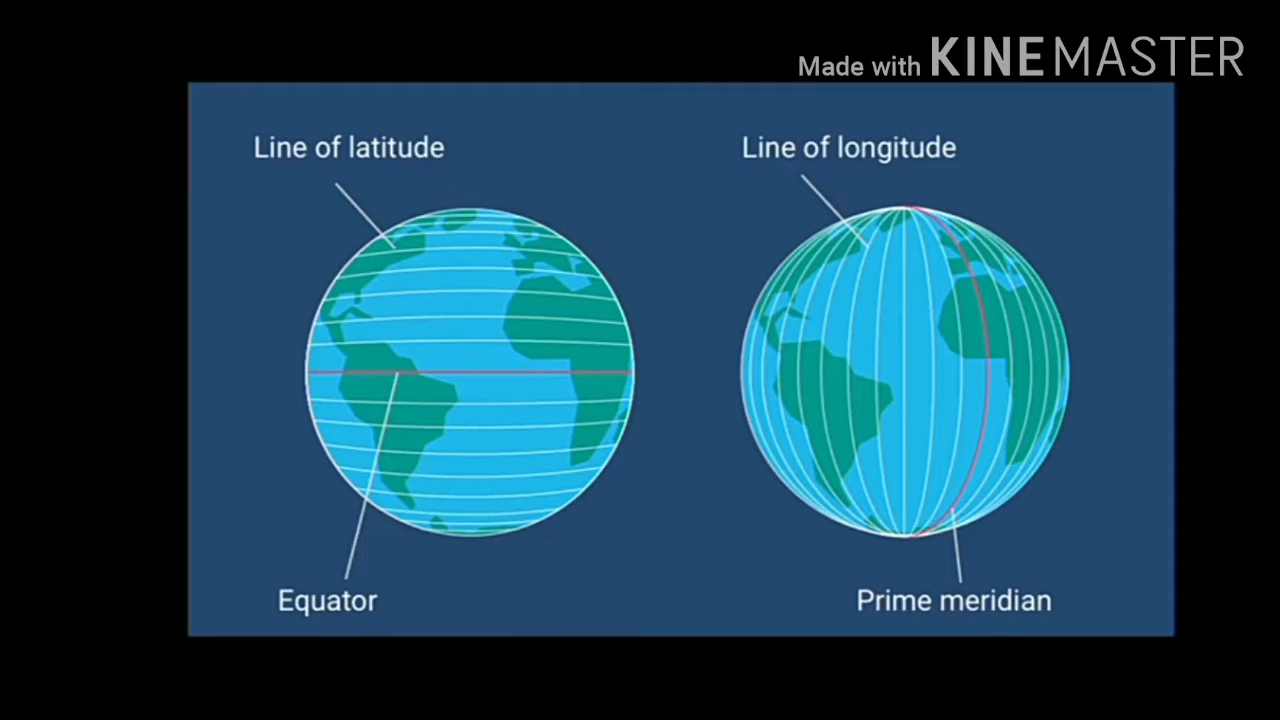 Made with KINEMASTER
Line of latitude
Line of longitude
Equator
Prime meridian